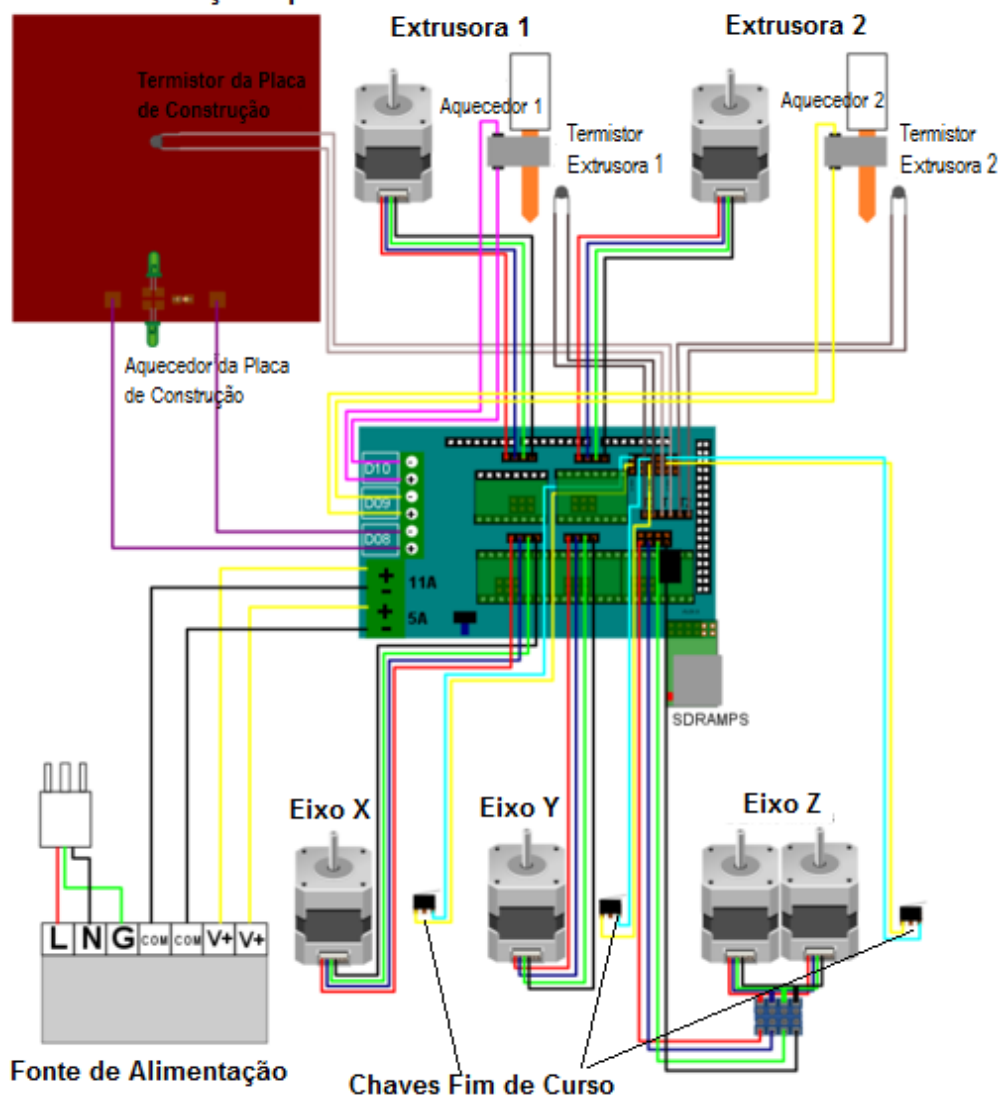 Extrusora 1
Extrusora 2
Termistor da Placa
de Construção
Aquecedor 1
Termistor
Extrusora 1
Aquecedor 2
Termistor
Extrusora 2
Aquecedor da Placa
de Construção
D10
D09
D08
- + - + - +
+
-
11A
+
-
5A
SDRAMPS
Eixo X
Eixo Y
Eixo Z
L N G COM COM V+ V+
Fonte de Alimentação
Chaves Fim de Curso